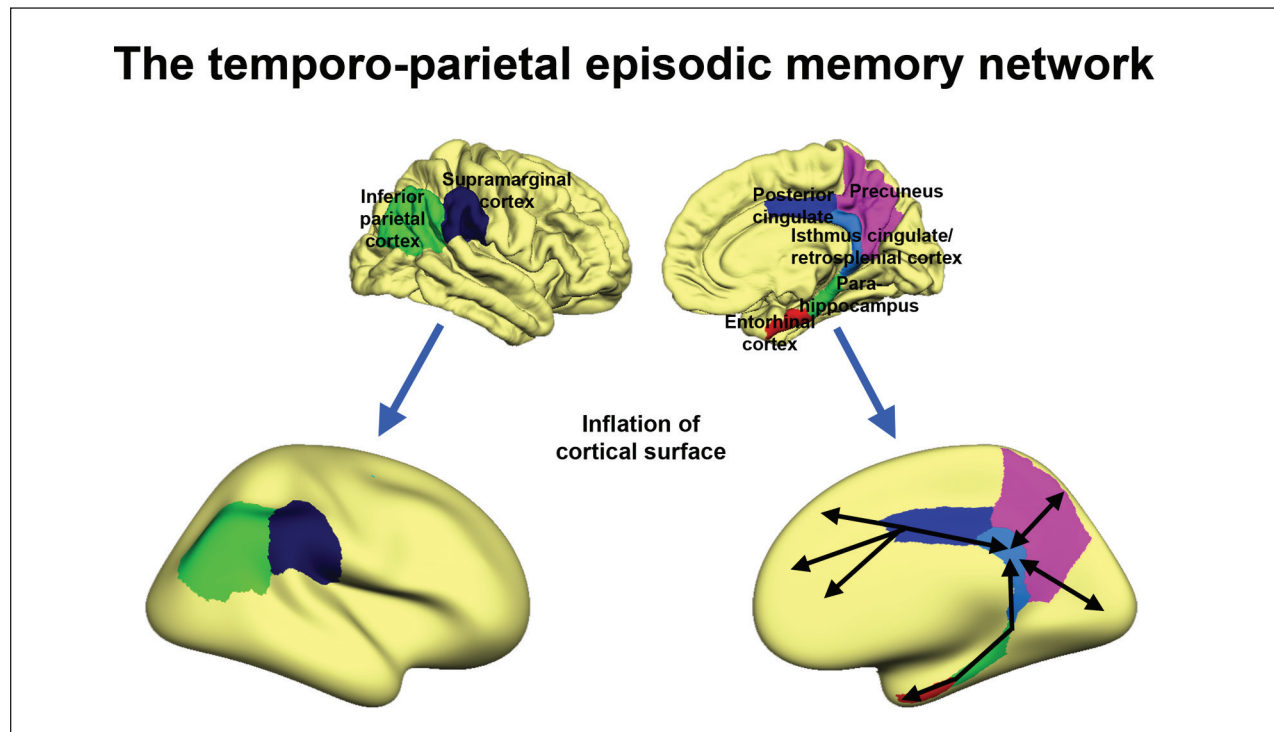 The temporo-parietal episodic memory network
Supramarginal
cortex
Inferior
parietal
cortex
Posterior
cingulate
Precuneus
Isthmus cingulate/
retrosplenial cortex
Para-
hippocampus
Entorhinal
cortex
Inflation of
cortical surface